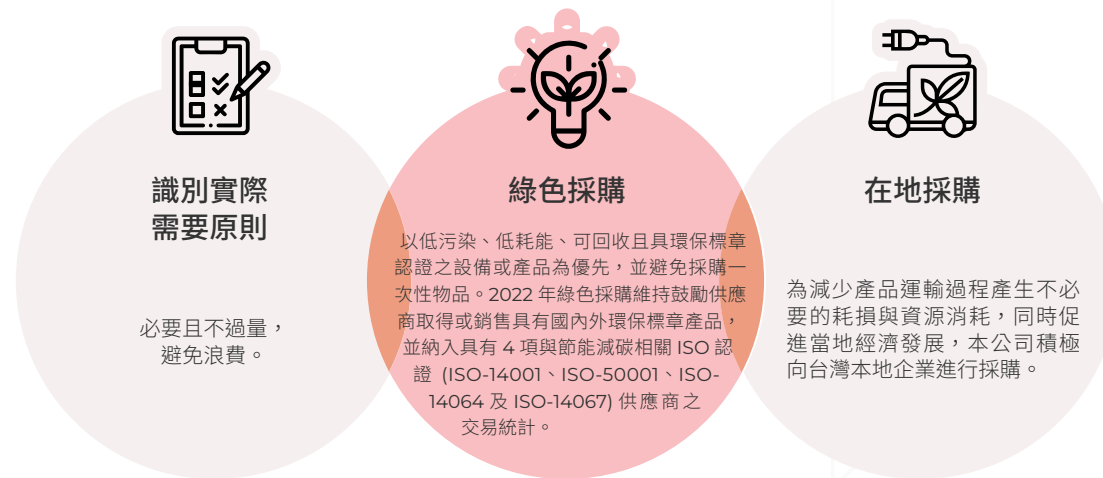 識別實際
需要原則
必要且不過量，
避免浪費。
綠色採購
以低污染、低耗能、可回收且具環保標章
認證之設備或產品為優先，並避免採購一
次性物品。2022 年綠色採購維持鼓勵供應
商取得或銷售具有國內外環保標章產品，
並納入具有 4 項與節能減碳相關 ISO 認
證 (ISO-14001、ISO-50001、ISO-
14064 及 ISO-14067) 供應商之
交易統計。
在地採購
為減少產品運輸過程產生不必
要的耗損與資源消耗，同時促
進當地經濟發展，本公司積極
向台灣本地企業進行採購。